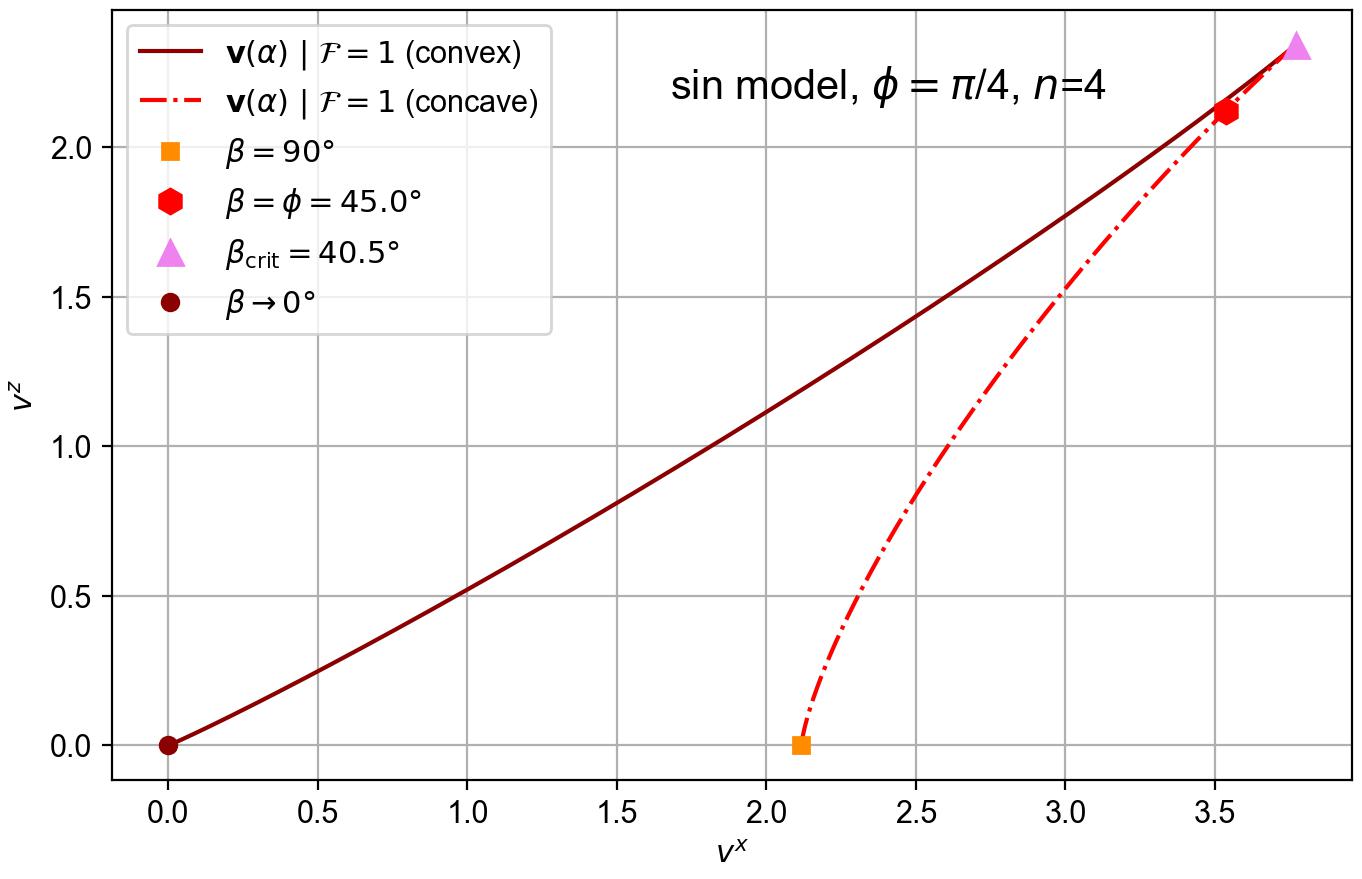 v(α) | ℱ = 1 (convex)
v(α) | ℱ = 1 (concave)
β = 90°
β = ϕ = 45.0°
β_crit = 40.5°
β → 0°
sin model, ϕ = π/4, n=4
2.0
1.5
1.0
0.5
0.0
v^z
0.0 0.5 1.0 1.5 2.0 2.5 3.0 3.5
v^x